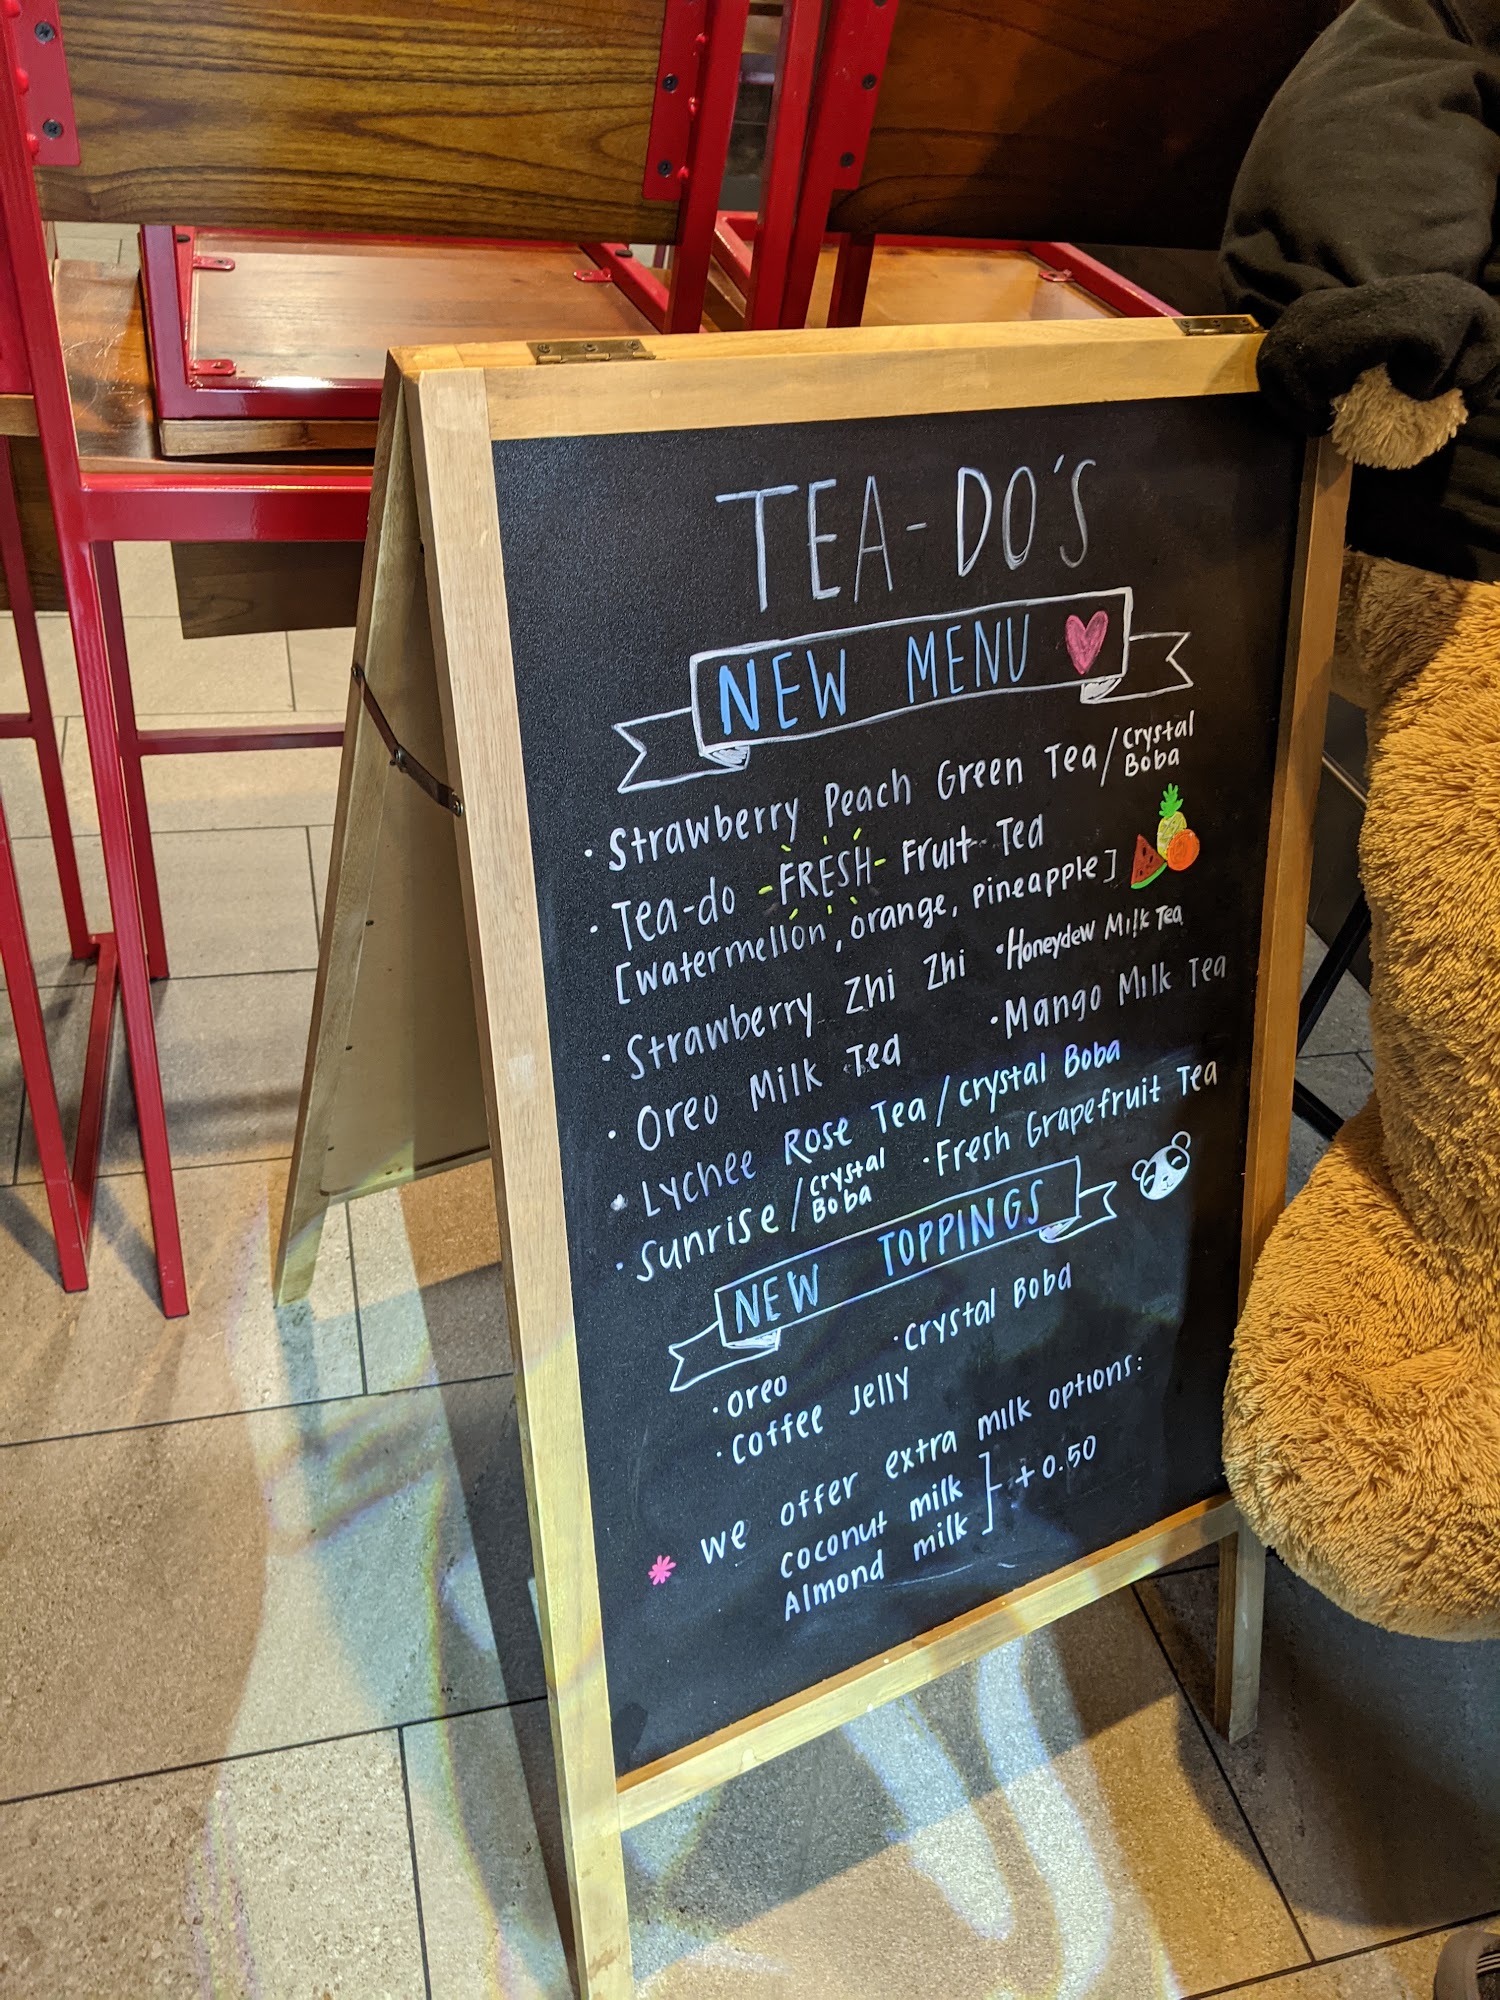 TEA-DO'S
NEW MENU
• Strawberry Peach Green Tea / Crystal Boba
• Tea-do -FRESH- Fruit Tea
[watermellon, orange, pineapple]
• Strawberry Zhi Zhi
• Honeydew Milk Tea
• Oreo Milk Tea
• Mango Milk Tea
• Lychee Rose Tea / Crystal Boba
• Sunrise / Crystal Boba
• Fresh Grapefruit Tea
NEW TOPPINGS
• Oreo
• Crystal Boba
• Coffee Jelly
* We offer extra milk options:
Coconut milk
Almond milk
] + 0.50